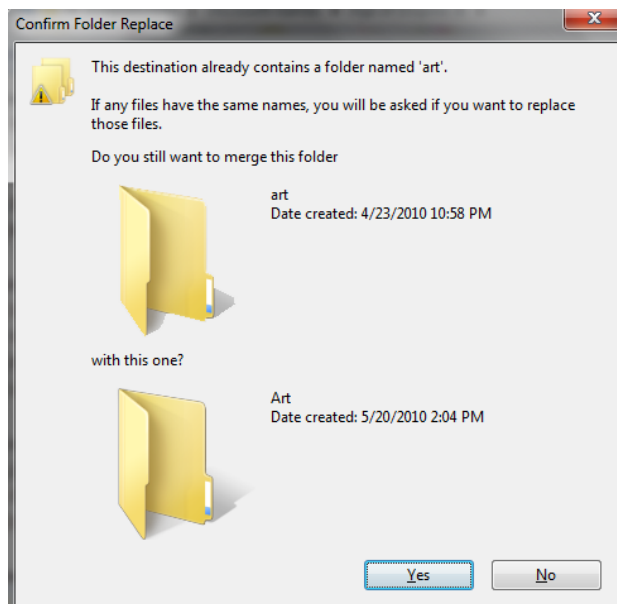 Confirm Folder Replace
This destination already contains a folder named 'art'.
If any files have the same names, you will be asked if you want to replace
those files.
Do you still want to merge this folder
art
Date created: 4/23/2010 10:58 PM
with this one?
Art
Date created: 5/20/2010 2:04 PM
Yes
No